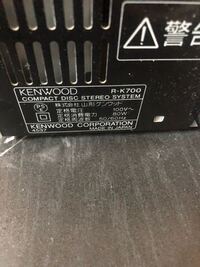 警告
KENWOOD R-K700
COMPACT DISC STEREO SYSTEM
株式会社 山形ケンウッド
定格電圧 100V~
定格消費電力 80W
定格周波数 50/60Hz
KENWOOD CORPORATION
4537 MADE IN JAPAN